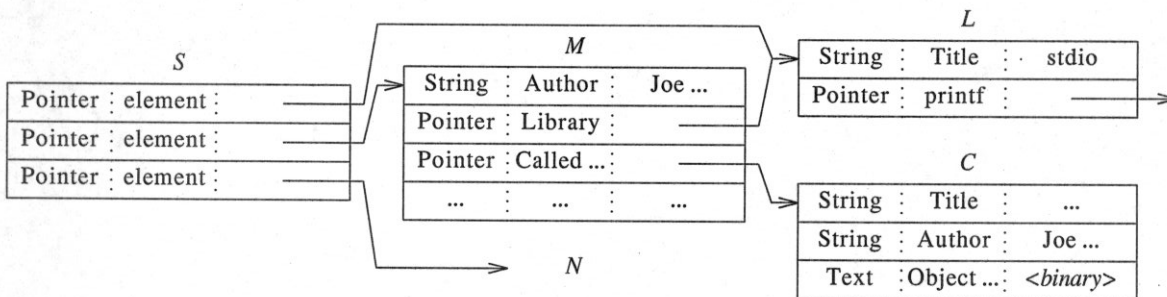 S
Pointer element
Pointer element
Pointer element
M
String Author Joe ...
Pointer Library
Pointer Called ...
... ... ...
N
L
String Title stdio
Pointer printf
C
String Title ...
String Author Joe ...
Text Object ... <binary>